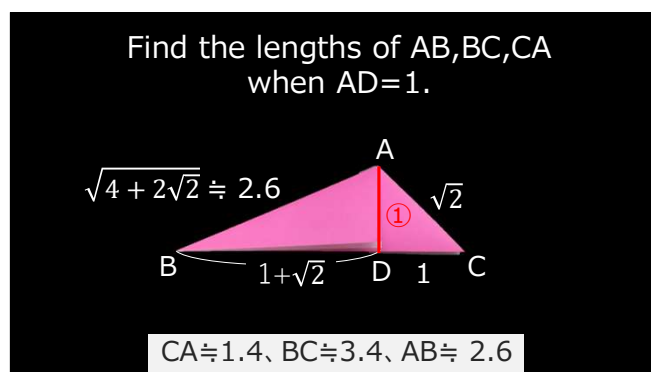 Find the lengths of AB,BC,CA
when AD=1.
A
√(4+2√2)≒ 2.6
√2
①
B
1+√2
D
1
C
CA≒1.4、BC≒3.4、AB≒ 2.6